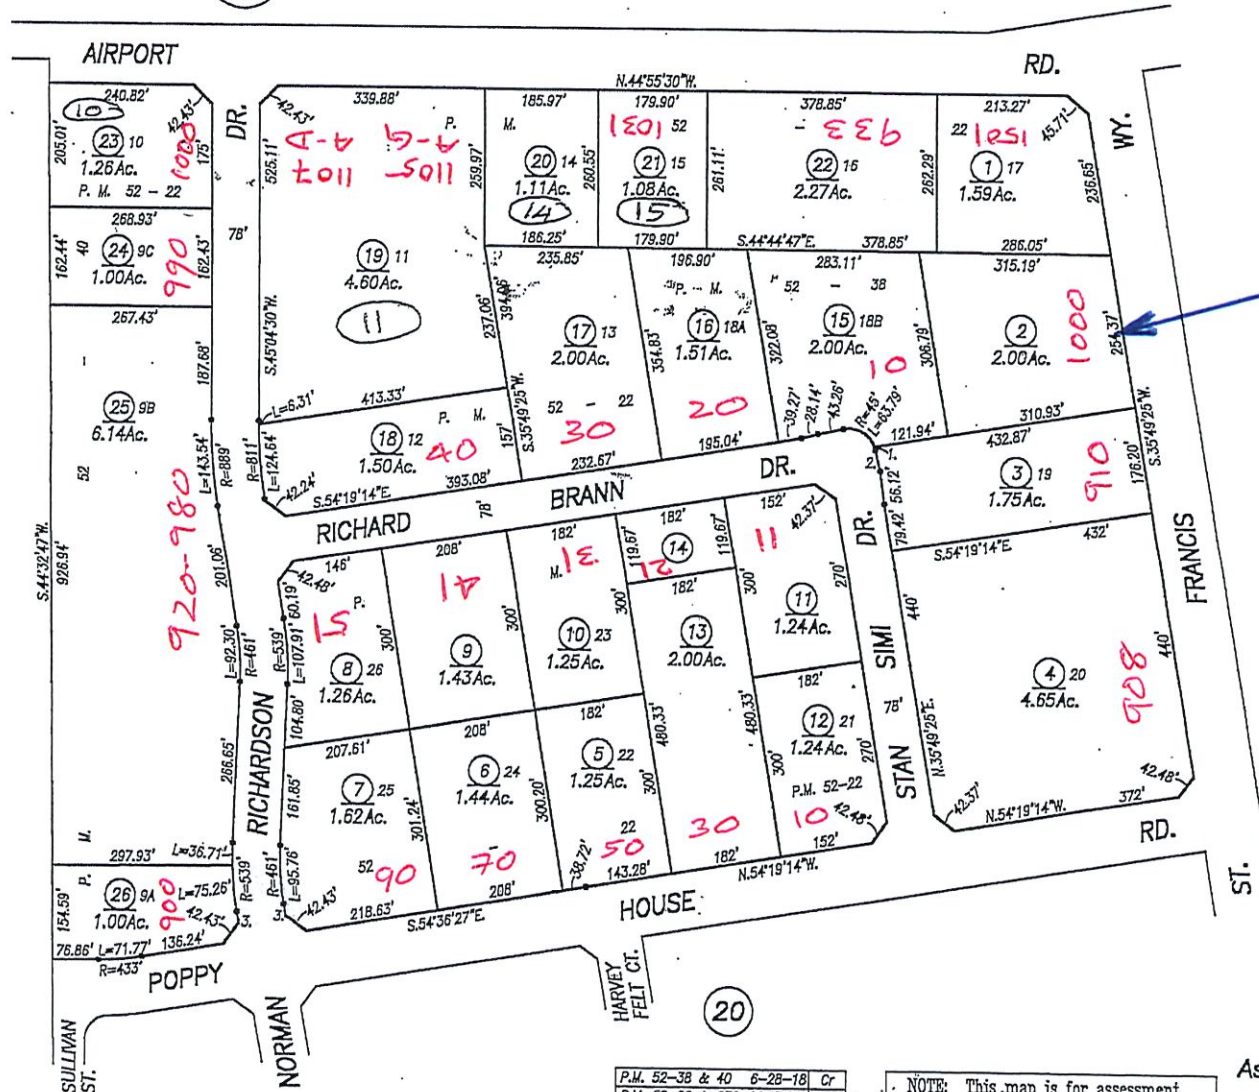 AIRPORT RD.
N.44°55'30"W.
240.82' 42.43' DR. 42.43' 339.88' 185.97' 179.90' 378.85' 213.27' 45.71' WY.
10
205.01' 23 10 1.26Ac. 1000 175'
P. M. 52 - 22
526.11' A-D A-G P. M.
1107 1105
259.97' 20 14 1.11Ac. 14 260.55'
1031 52 21 15 1.08Ac. 15 261.11'
- 933 22 16 2.27Ac. 262.29'
22 1501 1 17 1.59Ac. 236.65'
268.93' 78' 186.25' 179.90' S.44°44'47"E. 378.85' 286.05'
162.44' 40 24 9C 1.00Ac. 990 162.43'
19 11 4.60Ac. 11
S.45°04'30"W.
235.85' 196.90' 283.11' 315.19'
237.06' 394.06' 17 13 2.00Ac. 52 - 22 30
354.83' P. M. 16 18A 1.51Ac. 20
322.08' P 52 - 38 15 18B 2.00Ac. 10 306.79'
2 2.00Ac. 1000 254.37'
267.43' 187.68'
1 25 9B 6.14Ac. 52
L=6.31' 413.33' P. M.
L=143.54' R=889' R=811' L=124.64' 18 12 1.50Ac. 40 157' S.35°49'25"W.
42.24' S.54°19'14"E. 393.08' 232.67' 195.04' 39.27' 28.14' 43.26' R=45' L=63.79' 121.94' 310.93'
RICHARD 78' BRANN DR.
1. 2. 56.12' 432.87' 3 19 1.75Ac. 910 176.20' S.35°49'25"W.
79.42' S.54°19'14"E. 432'
S.44°32'47"W. 926.94'
920-980
201.06'
L=92.30' R=461' R=539' L=107.91' 60.19'
42.48' 146' 208' 182' 182' 152' 42.37' DR.
51 P. 8 26 1.26Ac. 300'
41 9 1.43Ac. 300'
M. 31 10 23 1.25Ac. 300'
119.67' 14 21 119.67'
182' 13 2.00Ac.
11 300' 11 1.24Ac. 270'
440' SIMI FRANCIS
4 20 4.65Ac. 908 440'
RICHARDSON 104.80' 207.61' 208' 182' 182'
266.65' 161.85' 7 25 1.62Ac. 301.24'
6 24 1.44Ac. 300.20'
5 22 1.25Ac. 300'
480.33' 480.33'
12 21 1.24Ac. 300' 270' 78' STAN N.35°49'25"E.
P.M. 52-22
M. 297.93' L=36.71'
R=461' L=95.76' 52 90 - 70 22 50 30 10 42.48' 42.37' 42.48'
38.72' 143.28' 182' 152' N.54°19'14"W. N.54°19'14"W. 372'
154.59' P. 26 9A 1.00Ac. 900 L=75.26' R=539' 42.43' 3. 3. 42.43'
218.63' S.54°36'27"E. 208'
HOUSE RD.
76.86' L=71.77' 136.24'
R=433'
POPPY
SULLIVAN ST. NORMAN HARVEY FELT CT. ST.
20
P.M. 52-38 & 40 6-28-18 Cr
NOTE: This map is for assessment
As